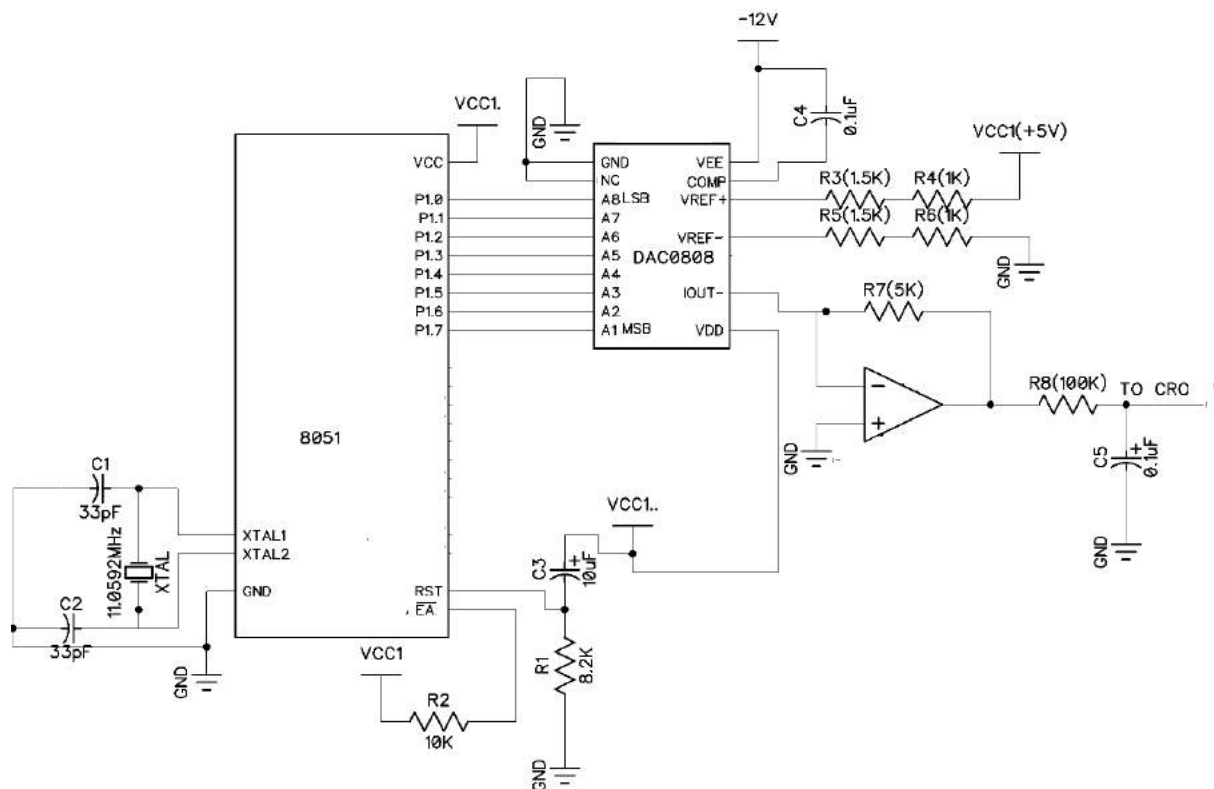 -12V
VCC1.
GND
C4
0.1uF
VCC1(+5V)
VCC
GND
VEE
NC
COMP
R3(1.5K)
R4(1K)
P1.0
A8 LSB
VREF+
P1.1
A7
R5(1.5K)
R6(1K)
P1.2
A6
VREF-
P1.3
A5
DAC0808
P1.4
A4
GND
P1.5
A3
IOUT-
R7(5K)
P1.6
A2
P1.7
A1 MSB
VDD
R8(100K)
TO CRO
-
+
8051
GND
C5
+
0.1uF
C1
33pF
VCC1..
XTAL1
XTAL2
11.0592MHz
XTAL
C3
+
10uF
GND
GND
RST
EA
C2
33pF
VCC1
GND
R1
8.2K
R2
10K
GND